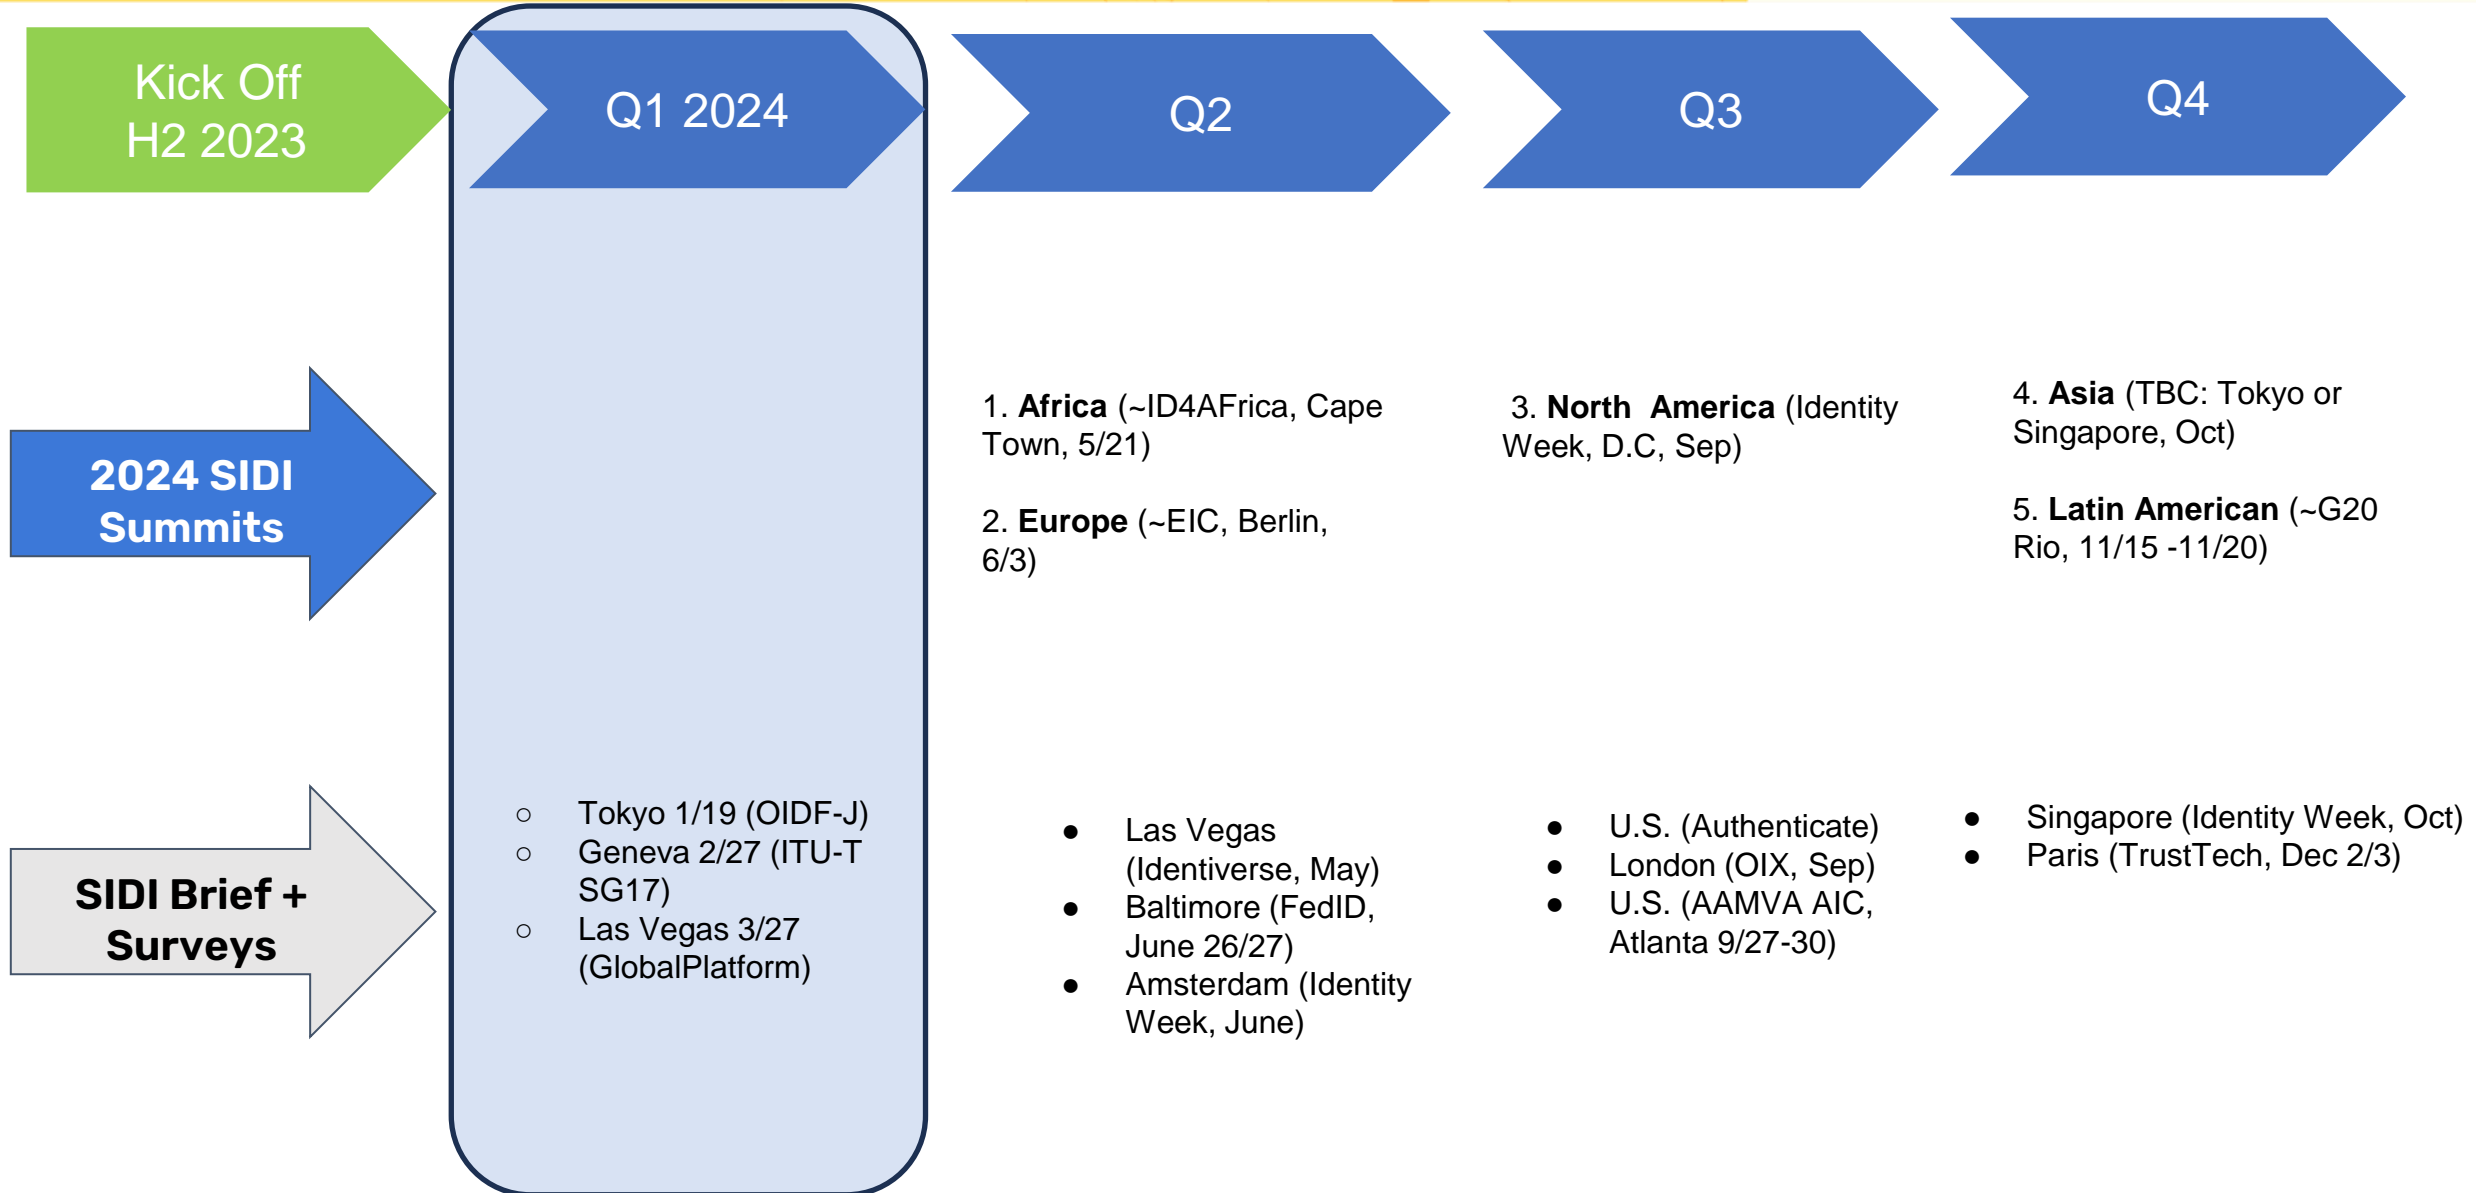 Kick Off
H2 2023
Q1 2024
Q2
Q3
Q4
2024 SIDI
Summits
1. Africa (~ID4AFrica, Cape
Town, 5/21)
2. Europe (~EIC, Berlin,
6/3)
3. North  America (Identity
Week, D.C, Sep)
4. Asia (TBC: Tokyo or
Singapore, Oct)
5. Latin American (~G20
Rio, 11/15 -11/20)
SIDI Brief +
Surveys
○ Tokyo 1/19 (OIDF-J)
○ Geneva 2/27 (ITU-T
SG17)
○ Las Vegas 3/27
(GlobalPlatform)
● Las Vegas
(Identiverse, May)
● Baltimore (FedID,
June 26/27)
● Amsterdam (Identity
Week, June)
● U.S. (Authenticate)
● London (OIX, Sep)
● U.S. (AAMVA AIC,
Atlanta 9/27-30)
● Singapore (Identity Week, Oct)
● Paris (TrustTech, Dec 2/3)